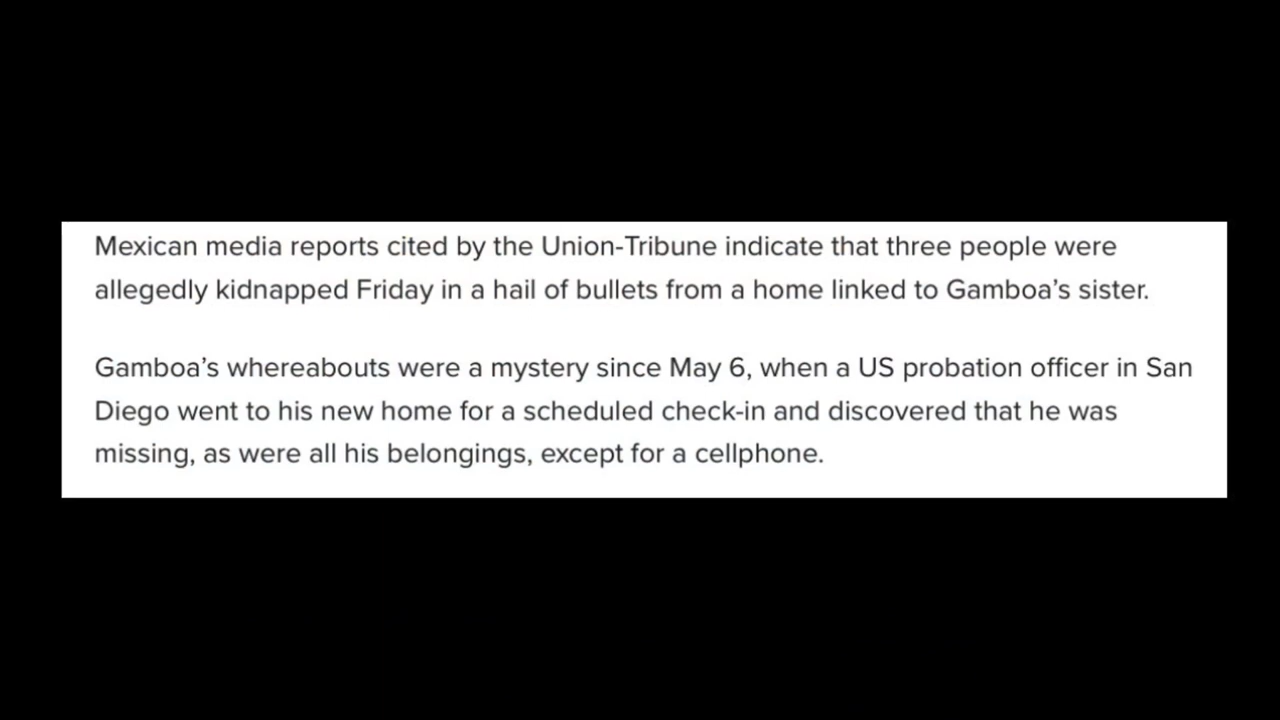 Mexican media reports cited by the Union-Tribune indicate that three people were
allegedly kidnapped Friday in a hail of bullets from a home linked to Gamboa’s sister.
Gamboa’s whereabouts were a mystery since May 6, when a US probation officer in San
Diego went to his new home for a scheduled check-in and discovered that he was
missing, as were all his belongings, except for a cellphone.